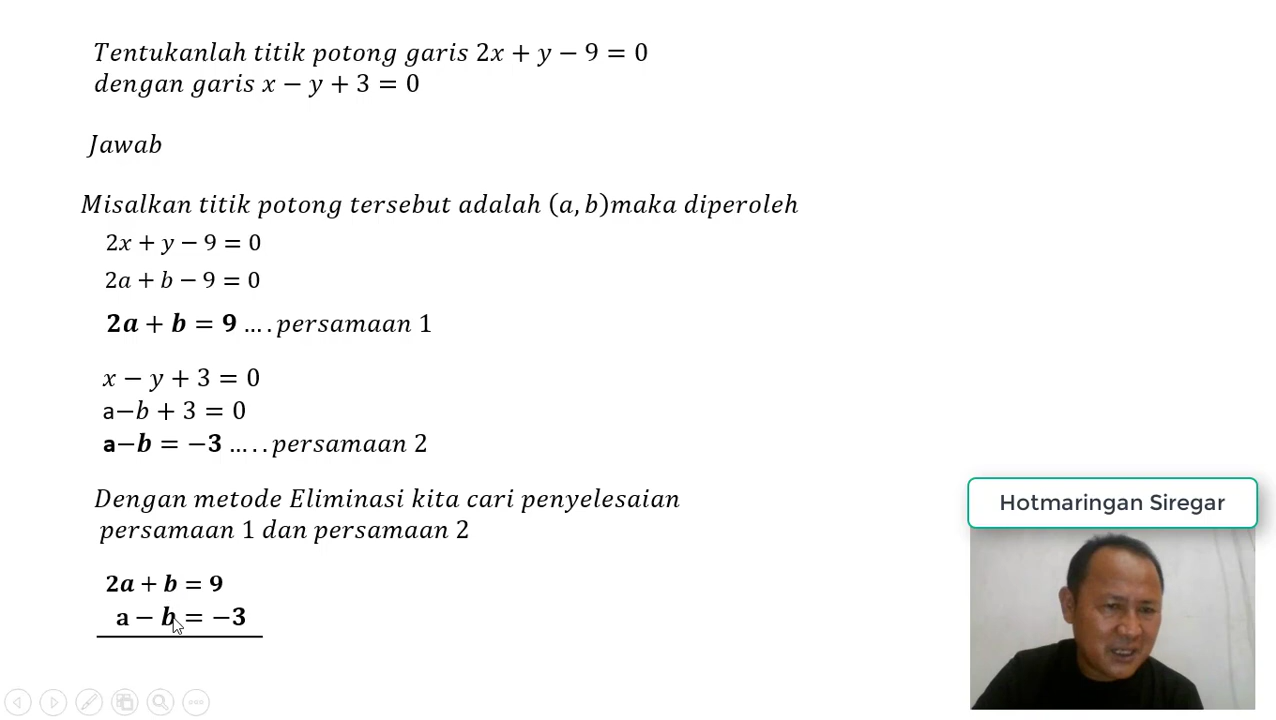 Tentukanlah titik potong garis 2x + y − 9 = 0
dengan garis x − y + 3 = 0
Jawab
Misalkan titik potong tersebut adalah (a, b)maka diperoleh
2x + y − 9 = 0
2a + b − 9 = 0
2a + b = 9 .... persamaan 1
x − y + 3 = 0
a−b + 3 = 0
a−b = −3 ..... persamaan 2
Dengan metode Eliminasi kita cari penyelesaian
persamaan 1 dan persamaan 2
2a + b = 9
a − b = −3
Hotmaringan Siregar